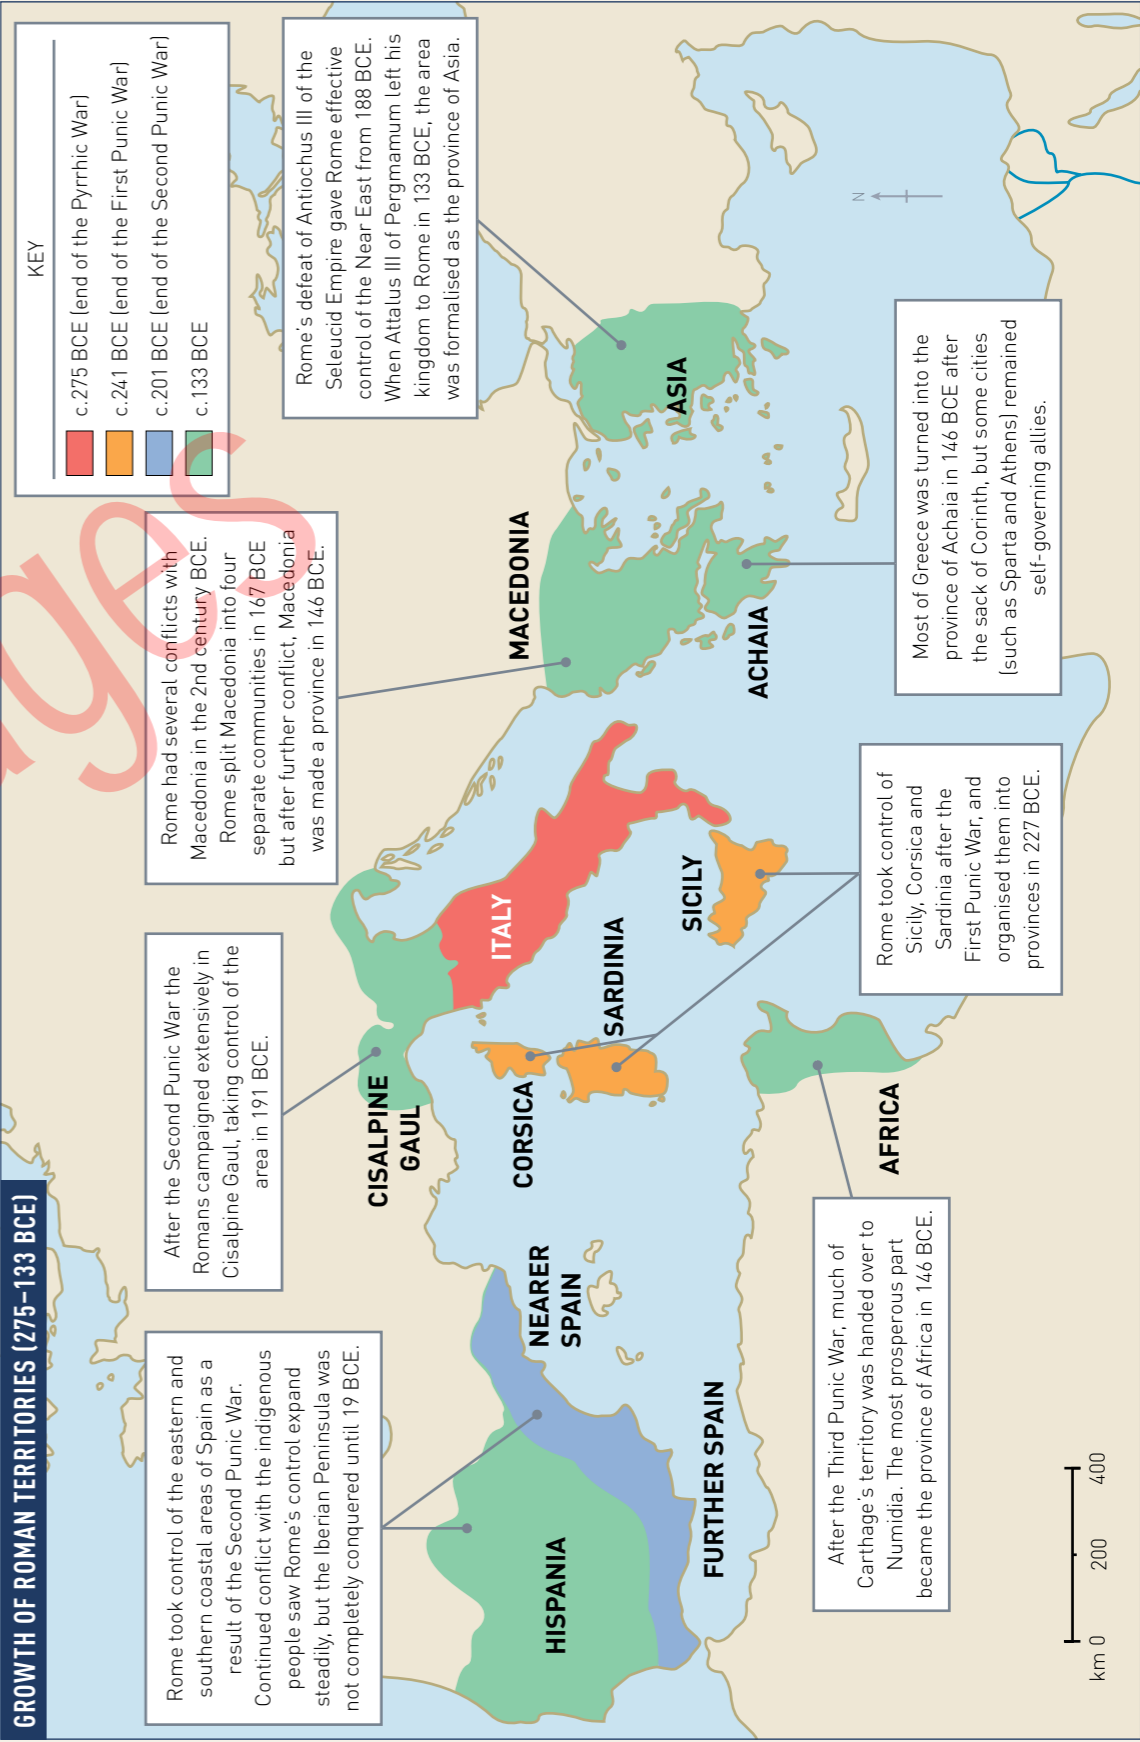 GROWTH OF ROMAN TERRITORIES (275–133 BCE)
Rome took control of the eastern and
southern coastal areas of Spain as a
result of the Second Punic War.
Continued conflict with the indigenous
people saw Rome's control expand
steadily, but the Iberian Peninsula was
not completely conquered until 19 BCE.
After the Second Punic War the
Romans campaigned extensively in
Cisalpine Gaul, taking control of the
area in 191 BCE.
Rome had several conflicts with
Macedonia in the 2nd century BCE.
Rome split Macedonia into four
separate communities in 167 BCE
but after further conflict, Macedonia
was made a province in 146 BCE.
KEY
c.275 BCE (end of the Pyrrhic War)
c.241 BCE (end of the First Punic War)
c.201 BCE (end of the Second Punic War)
c.133 BCE
Rome's defeat of Antiochus III of the
Seleucid Empire gave Rome effective
control of the Near East from 188 BCE.
When Attalus III of Pergmamum left his
kingdom to Rome in 133 BCE, the area
was formalised as the province of Asia.
CISALPINE
GAUL
ITALY
MACEDONIA
ASIA
HISPANIA
NEARER
SPAIN
CORSICA
SARDINIA
SICILY
ACHAIA
FURTHER SPAIN
AFRICA
N
After the Third Punic War, much of
Carthage's territory was handed over to
Numidia. The most prosperous part
became the province of Africa in 146 BCE.
Rome took control of
Sicily, Corsica and
Sardinia after the
First Punic War, and
organised them into
provinces in 227 BCE.
Most of Greece was turned into the
province of Achaia in 146 BCE after
the sack of Corinth, but some cities
(such as Sparta and Athens) remained
self-governing allies.
km 0 200 400
ges